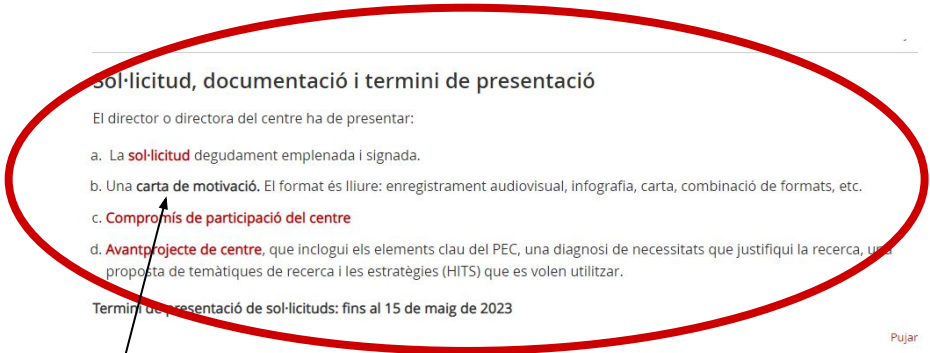 Sol·licitud, documentació i termini de presentació
El director o directora del centre ha de presentar:
a. La sol·licitud degudament emplenada i signada.
b. Una carta de motivació. El format és lliure: enregistrament audiovisual, infografia, carta, combinació de formats, etc.
c. Compromís de participació del centre
d. Avantprojecte de centre, que inclogui els elements clau del PEC, una diagnosi de necessitats que justifiqui la recerca, una
proposta de temàtiques de recerca i les estratègies (HITS) que es volen utilitzar.
Termini de presentació de sol·licituds: fins al 15 de maig de 2023
Pujar